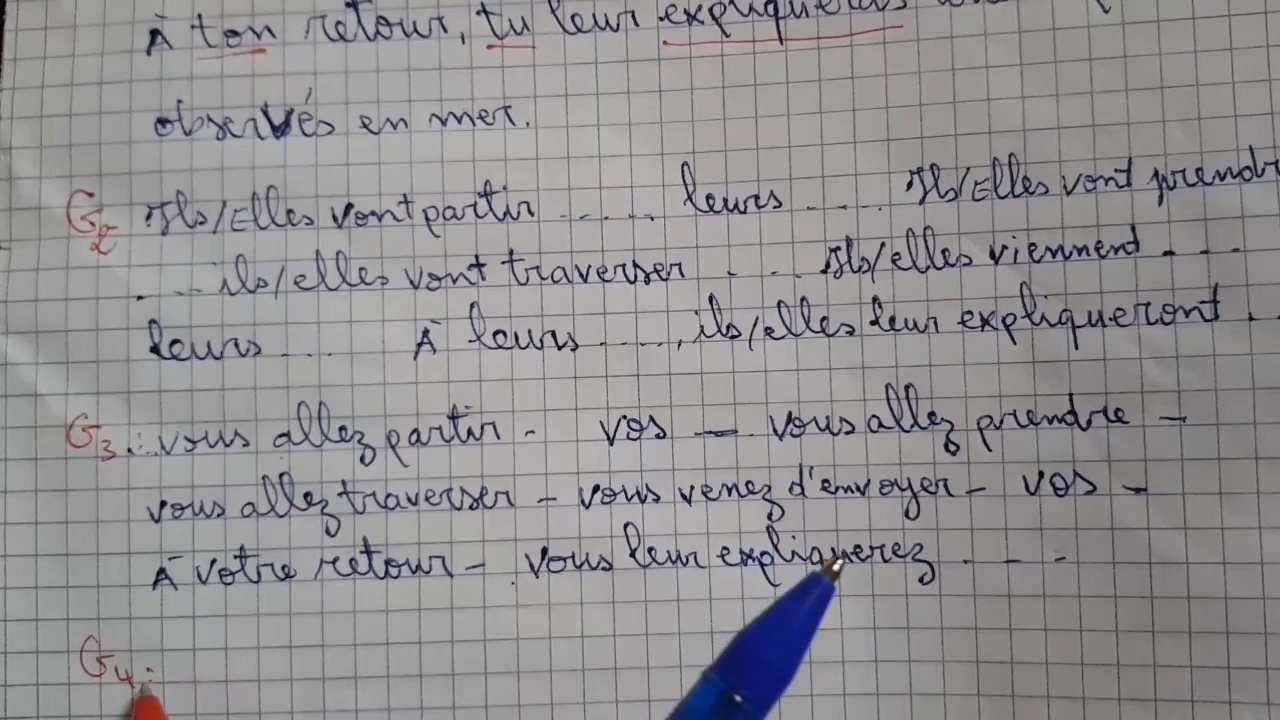 À ton retour, tu leur expliqueras
observés en mer.
G2 Ils/Elles vont partir ..... leurs ..... Ils/Elles vont prendr
.... ils/elles vont traverser .... Ils/elles viennent ....
leurs .... À leurs ....., ils/elles leur expliqueront ..
G3 : vous allez partir - vos — vous allez prendre -
vous allez traverser - vous venez d'envoyer - vos -
À votre retour - vous leur expliquerez . - - -
G4 :